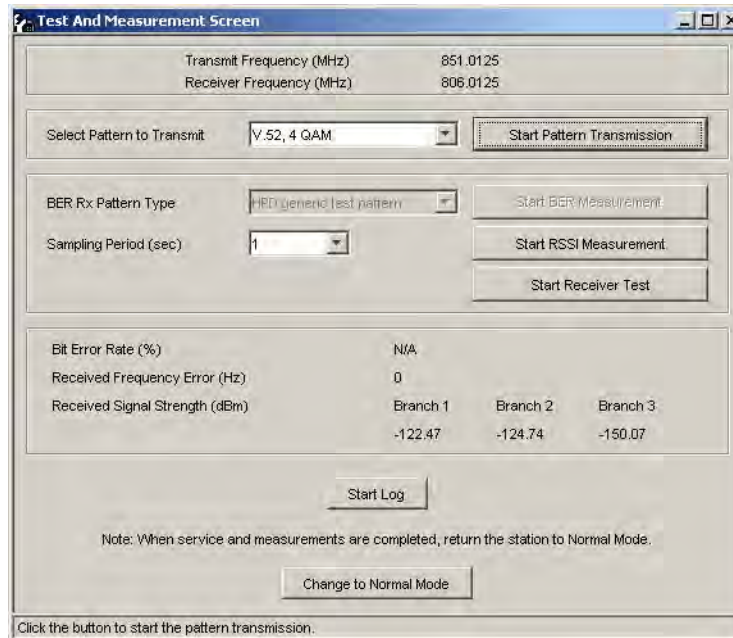 Test And Measurement Screen
Transmit Frequency (MHz) 851.0125
Receiver Frequency (MHz) 806.0125
Select Pattern to Transmit V.52, 4 QAM Start Pattern Transmission
BER Rx Pattern Type HPD generic test pattern Start BER Measurement
Sampling Period (sec) 1 Start RSSI Measurement
Start Receiver Test
Bit Error Rate (%) N/A
Received Frequency Error (Hz) 0
Received Signal Strength (dBm) Branch 1 Branch 2 Branch 3
-122.47 -124.74 -150.07
Start Log
Note: When service and measurements are completed, return the station to Normal Mode.
Change to Normal Mode
Click the button to start the pattern transmission.